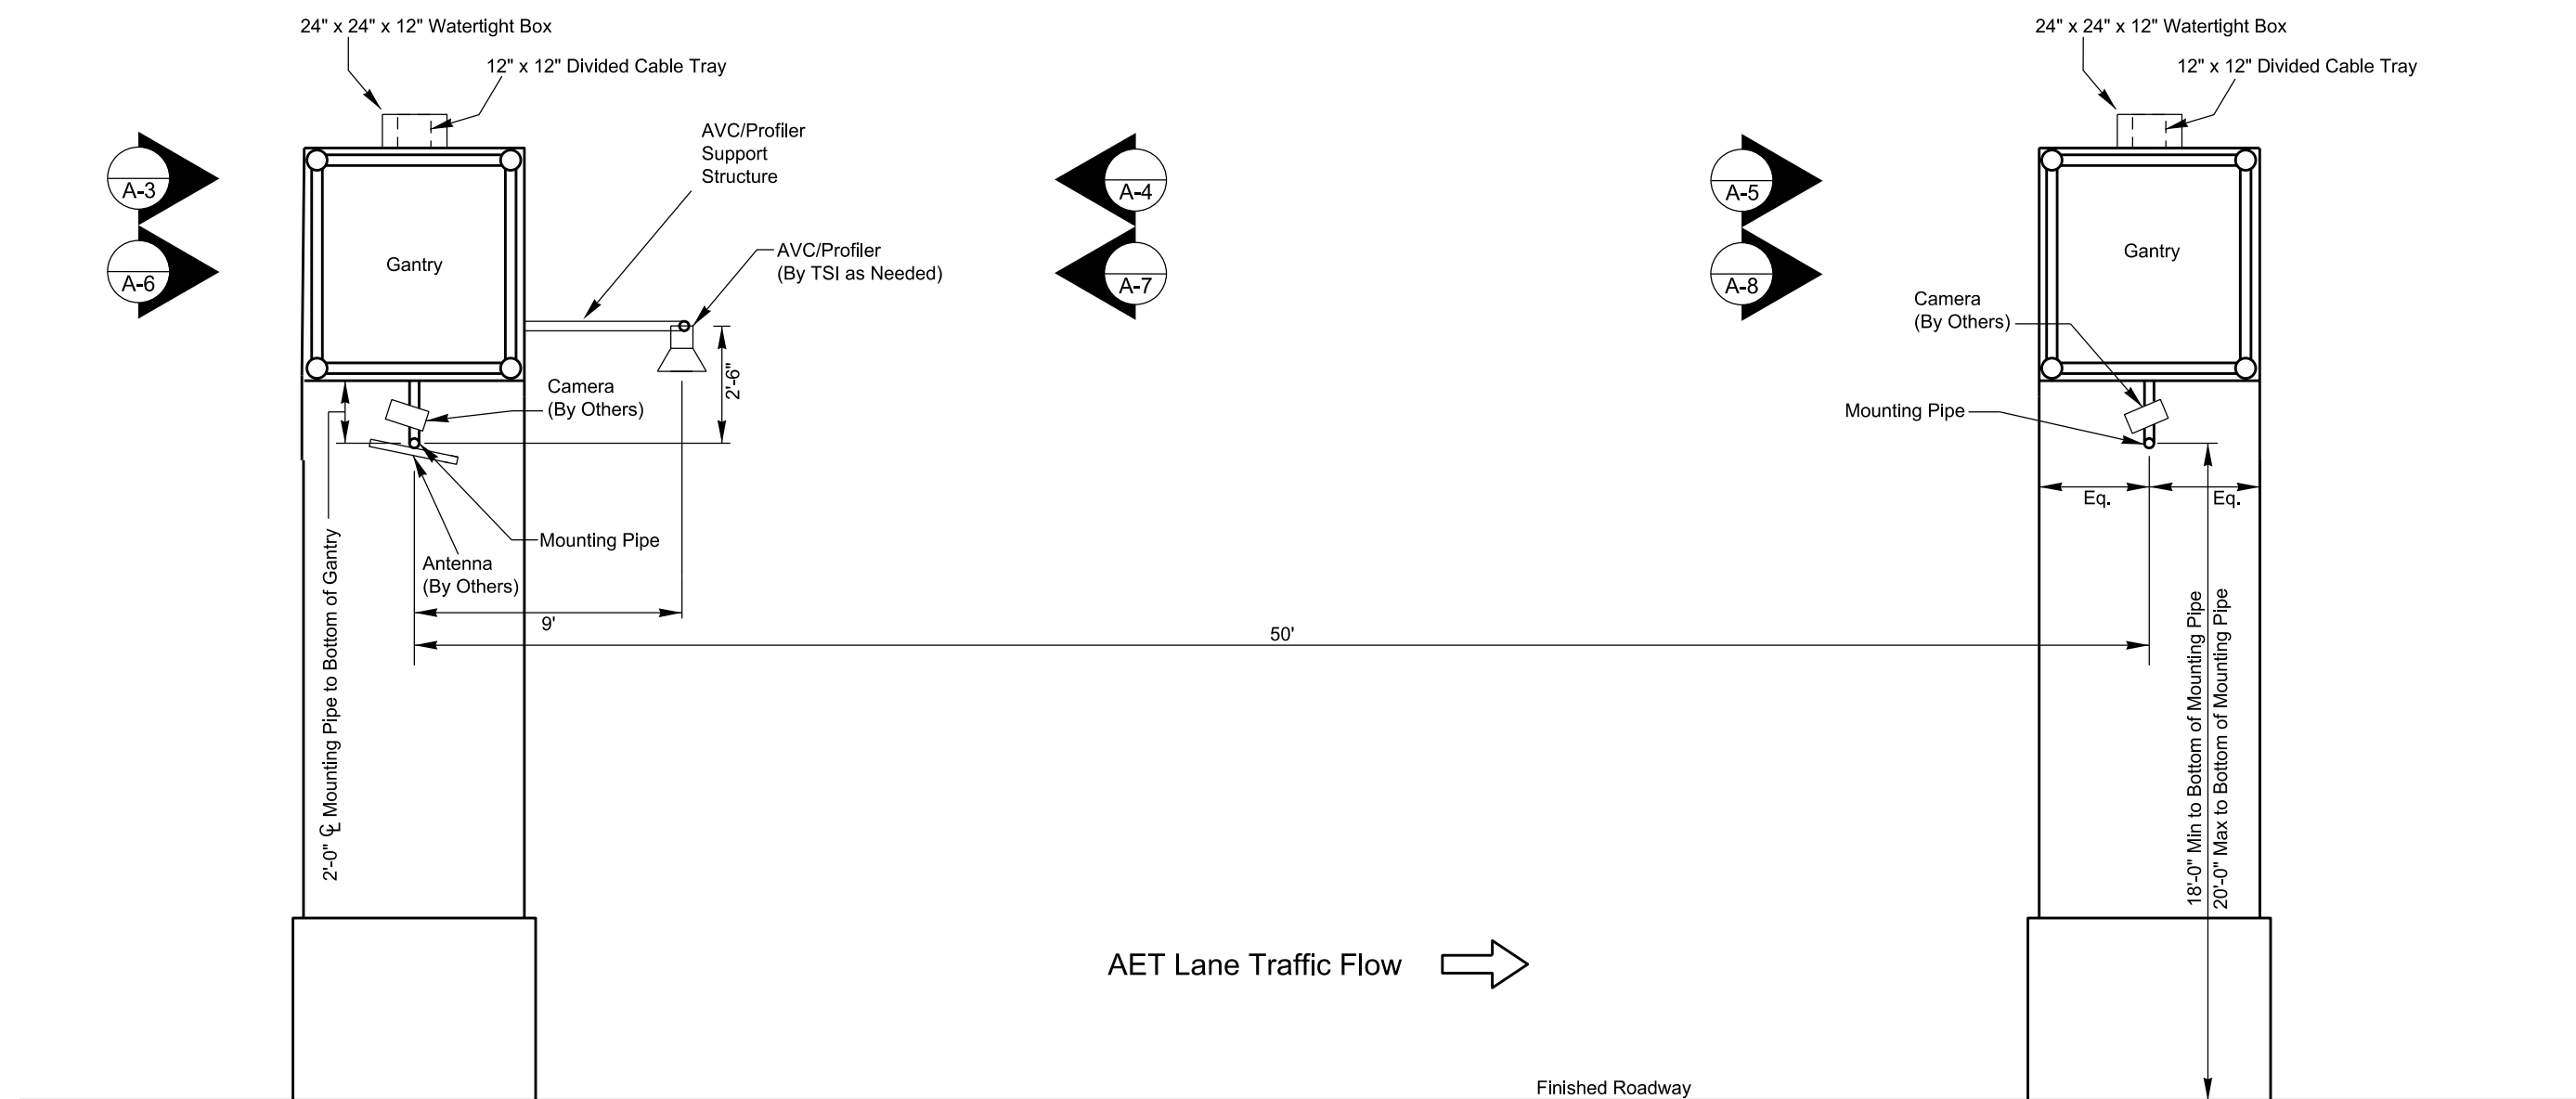 24" x 24" x 12" Watertight Box
12" x 12" Divided Cable Tray
AVC/Profiler
Support
Structure
A-3
A-6
Gantry
AVC/Profiler
(By TSI as Needed)
A-4
A-7
2'-6"
Camera
(By Others)
Mounting Pipe
Antenna
(By Others)
2'-0" ℄ Mounting Pipe to Bottom of Gantry
9'
50'
24" x 24" x 12" Watertight Box
12" x 12" Divided Cable Tray
A-5
A-8
Gantry
Camera
(By Others)
Mounting Pipe
Eq.
Eq.
18'-0" Min to Bottom of Mounting Pipe
20'-0" Max to Bottom of Mounting Pipe
AET Lane Traffic Flow
Finished Roadway